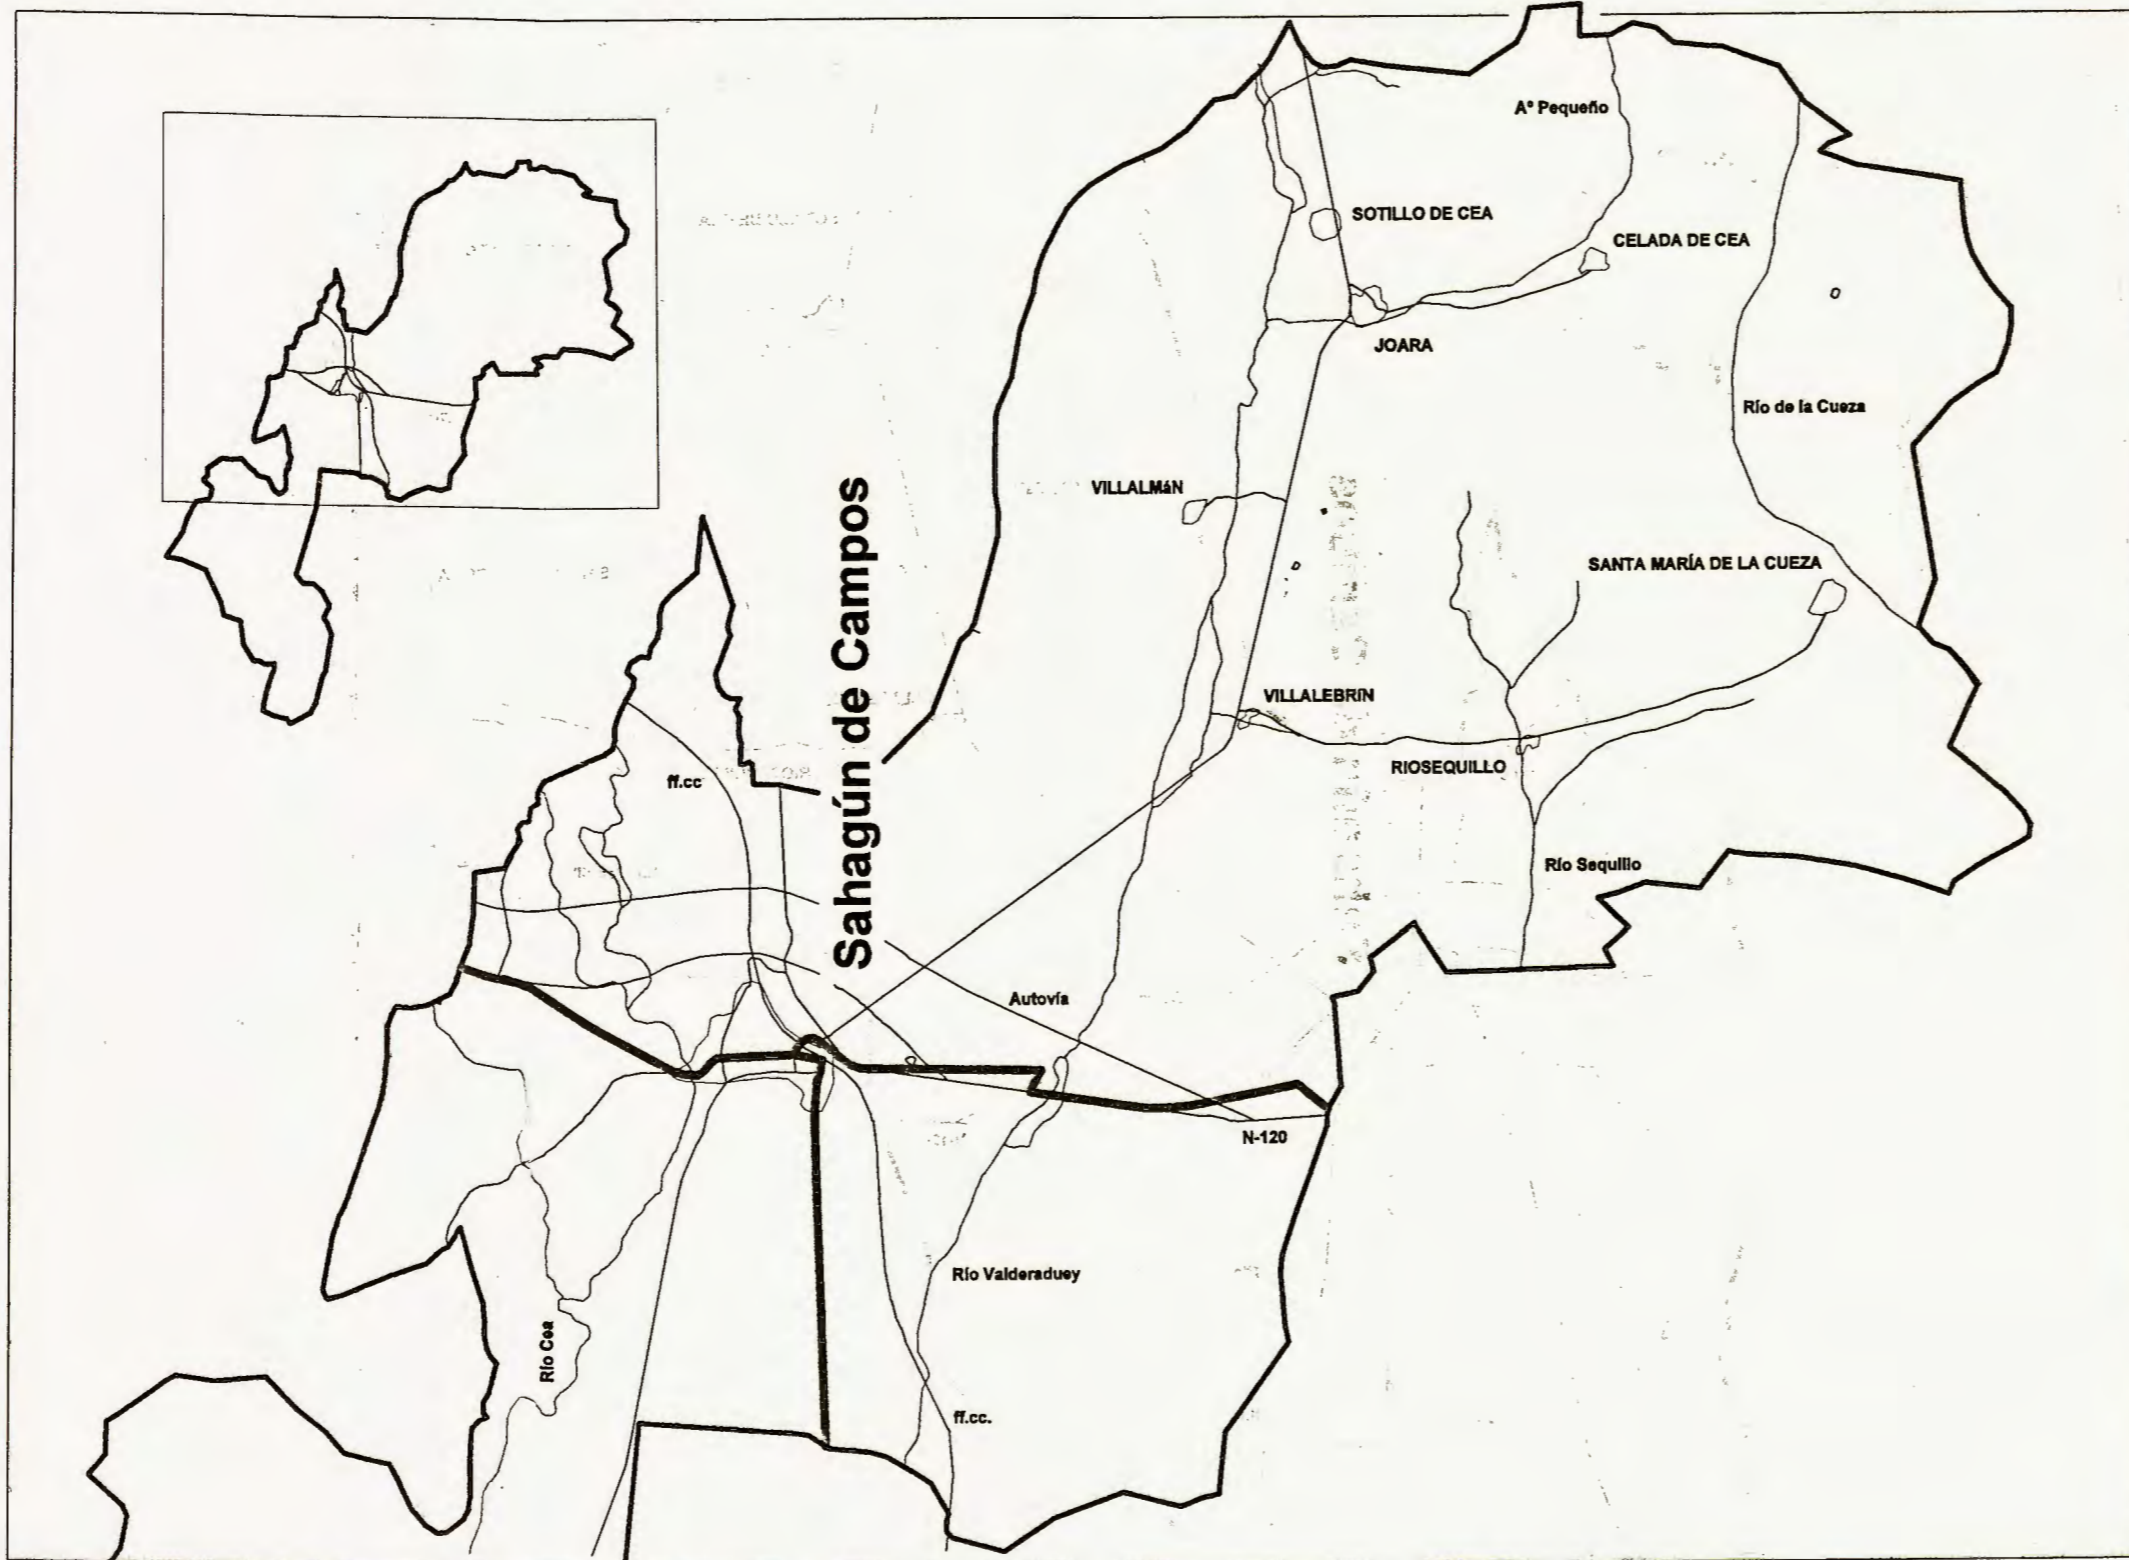 Aº Pequeño
SOTILLO DE CEA
CELADA DE CEA
JOARA
Río de la Cueza
VILLALMáN
SANTA MARÍA DE LA CUEZA
Sahagún de Campos
VILLALEBRIN
RIOSEQUILLO
ff.cc
Río Sequillo
Autovía
N-120
Río Valderaduey
Río Cea
ff.cc.